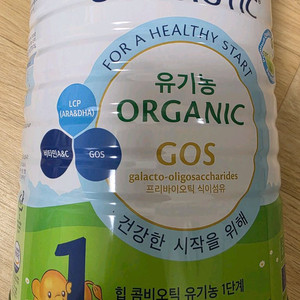 FOR A HEALTHY START
유기농
ORGANIC
GOS
galacto-oligosaccharides
프리바이오틱 식이섬유
LCP
(ARA&DHA)
비타민A&C
GOS
건강한 시작을 위해
1
힙 콤비오틱 유기농 1단계